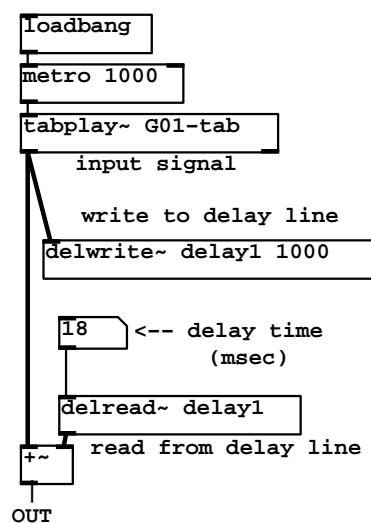 loadbang
metro 1000
tabplay~ G01-tab
input signal
write to delay line
delwrite~ delay1 1000
18 <-- delay time
(msec)
delread~ delay1
+~ read from delay line
OUT